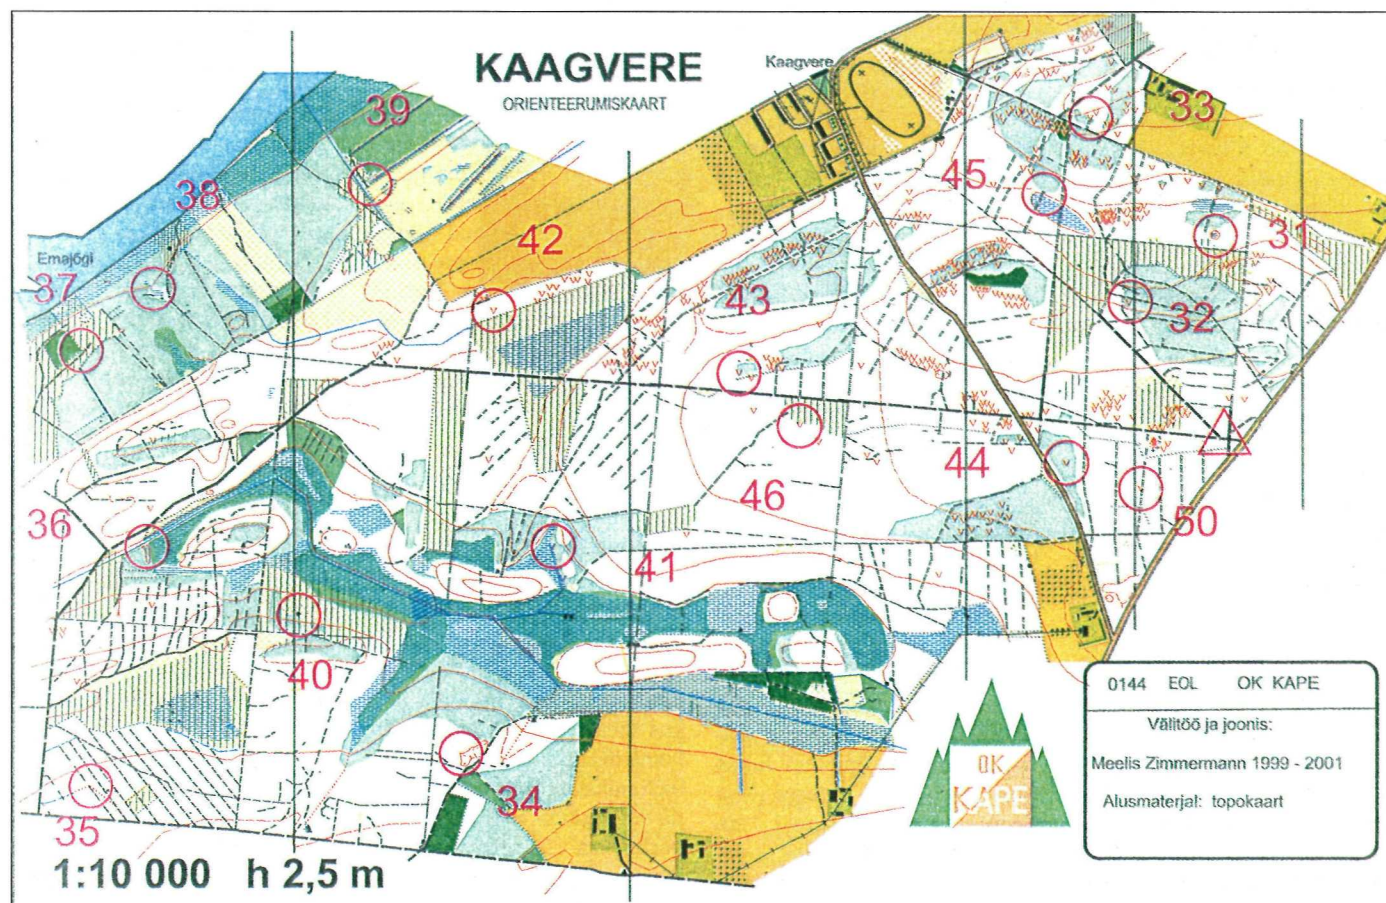 KAAGVERE
ORIENTEERUMISKAART
Kaagvere
39
33
38
45
42
31
Emajõgi
37
43
32
44
46
36
50
41
40
34
35
0144 EOL OK KAPE
Välitöö ja joonis:
Meelis Zimmermann 1999 - 2001
Alusmaterjal: topokaart
OK
KAPE
1:10 000 h 2,5 m